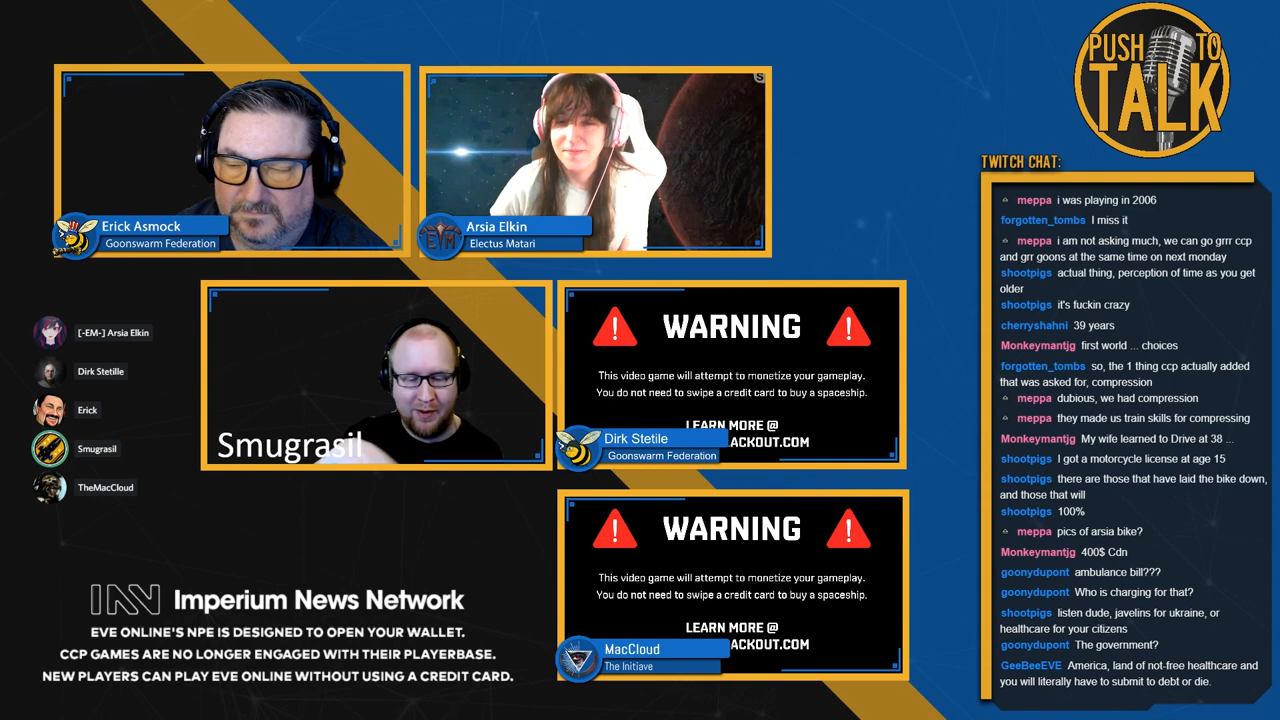 PUSH TO
TALK
TWITCH CHAT:
Erick Asmock
Goonswarm Federation
EM
Arsia Elkin
Electus Matari
S
[-EM-] Arsia Elkin
Dirk Stetille
Erick
Smugrasil
TheMacCloud
Smugrasil
WARNING
This video game will attempt to monetize your gameplay.
You do not need to swipe a credit card to buy a spaceship.
LEARN MORE @
ACKOUT.COM
Dirk Stetile
Goonswarm Federation
WARNING
This video game will attempt to monetize your gameplay.
You do not need to swipe a credit card to buy a spaceship.
LEARN MORE @
ACKOUT.COM
MacCloud
The Initiave
INN Imperium News Network
EVE ONLINE'S NPE IS DESIGNED TO OPEN YOUR WALLET.
CCP GAMES ARE NO LONGER ENGAGED WITH THEIR PLAYERBASE.
NEW PLAYERS CAN PLAY EVE ONLINE WITHOUT USING A CREDIT CARD.
meppa i was playing in 2006
forgotten_tombs I miss it
meppa i am not asking much, we can go grrr ccp
and grr goons at the same time on next monday
shootpigs actual thing, perception of time as you get
older
shootpigs it's fuckin crazy
cherryshahni 39 years
Monkeymantjg first world ... choices
forgotten_tombs so, the 1 thing ccp actually added
that was asked for, compression
meppa dubious, we had compression
meppa they made us train skills for compressing
Monkeymantjg My wife learned to Drive at 38 ...
shootpigs I got a motorcycle license at age 15
shootpigs there are those that have laid the bike down,
and those that will
shootpigs 100%
meppa pics of arsia bike?
Monkeymantjg 400$ Cdn
goonydupont ambulance bill???
goonydupont Who is charging for that?
shootpigs listen dude, javelins for ukraine, or
healthcare for your citizens
goonydupont The government?
GeeBeeEVE America, land of not-free healthcare and
you will literally have to submit to debt or die.